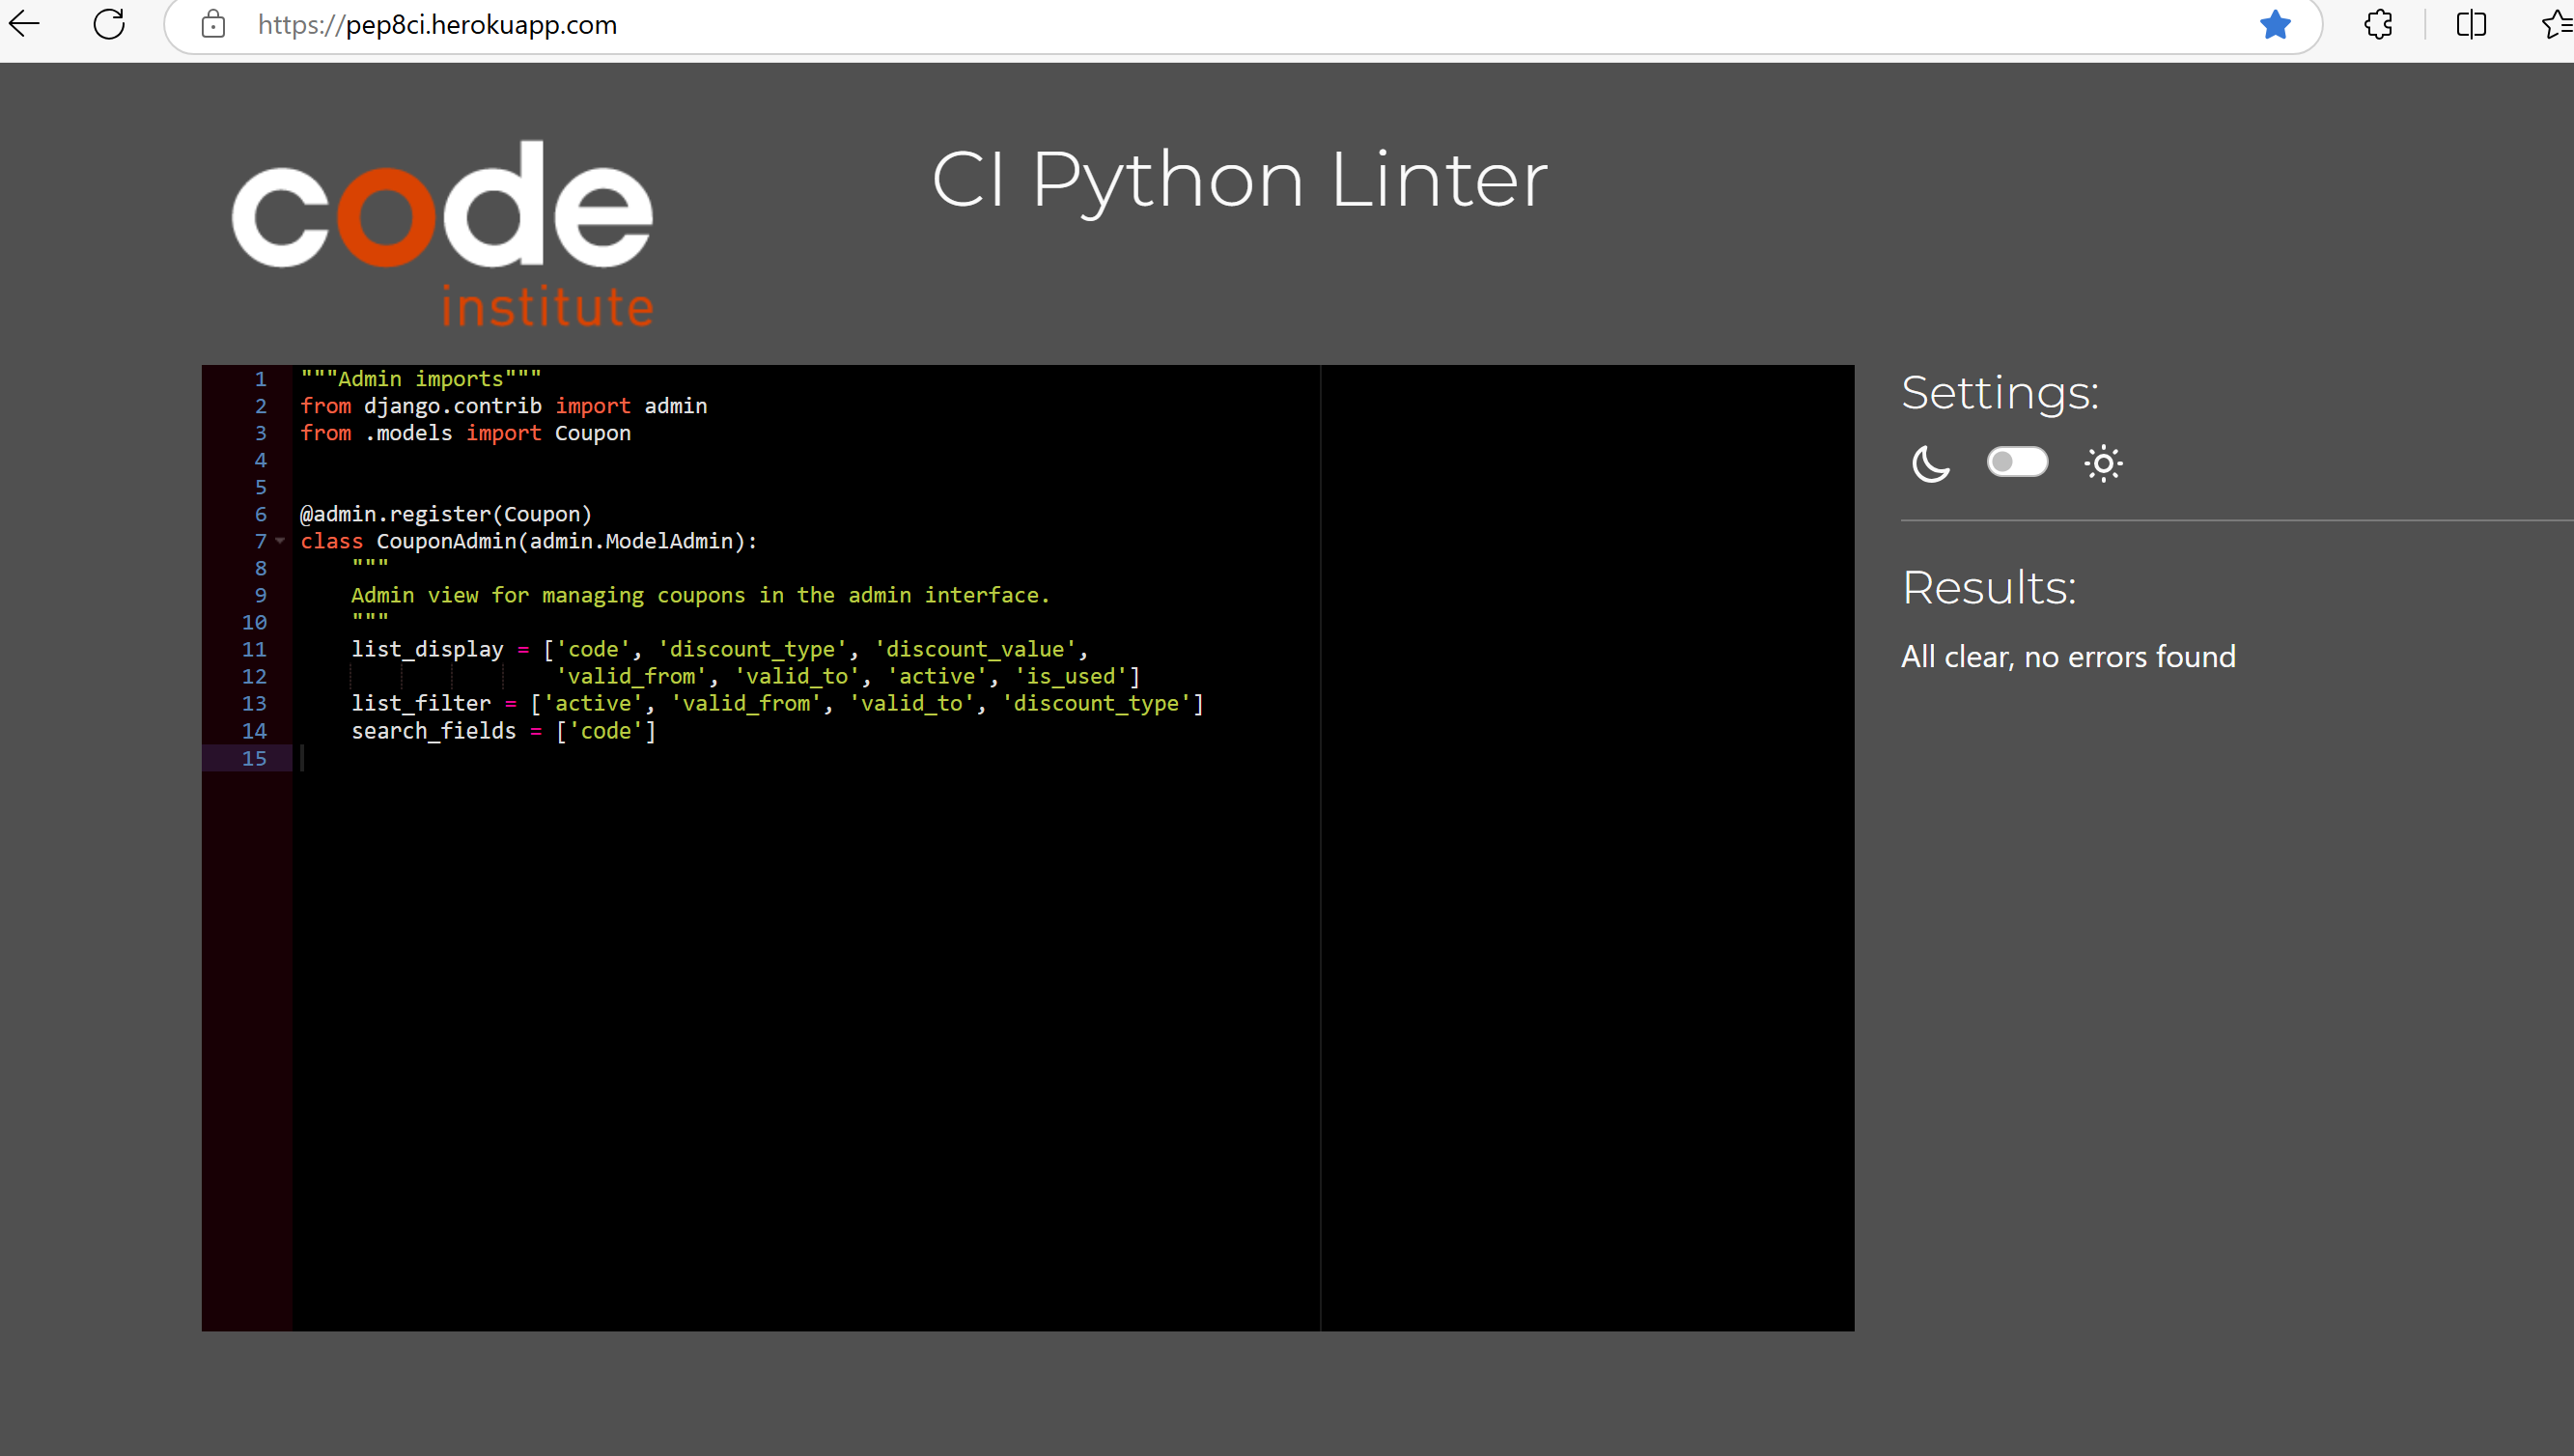 https://pep8ci.herokuapp.com
code
institute
CI Python Linter
1 """Admin imports"""
2 from django.contrib import admin
3 from .models import Coupon
4
5
6 @admin.register(Coupon)
7 class CouponAdmin(admin.ModelAdmin):
8     """
9     Admin view for managing coupons in the admin interface.
10     """
11     list_display = ['code', 'discount_type', 'discount_value',
12                     'valid_from', 'valid_to', 'active', 'is_used']
13     list_filter = ['active', 'valid_from', 'valid_to', 'discount_type']
14     search_fields = ['code']
15
Settings:
Results:
All clear, no errors found